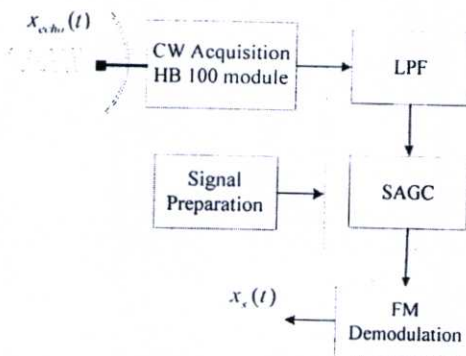 x_echo(t)
CW Acquisition
HB 100 module
LPF
Signal
Preparation
SAGC
x_s(t)
FM
Demodulation